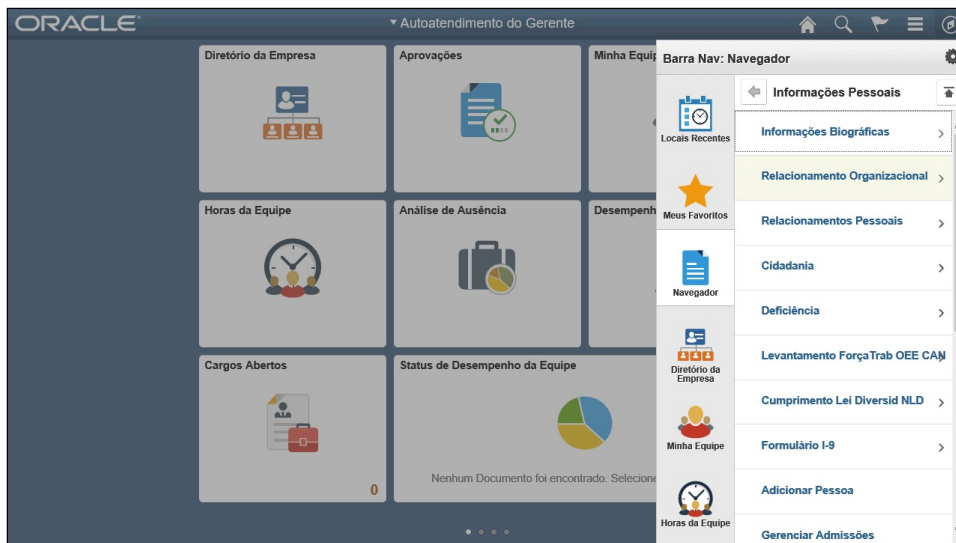 ORACLE
Autoatendimento do Gerente
Diretório da Empresa
Aprovações
Minha Equip
Horas da Equipe
Análise de Ausência
Desempenh
Cargos Abertos
0
Status de Desempenho da Equipe
Nenhum Documento foi encontrado. Selecione
Barra Nav: Navegador
Locais Recentes
Meus Favoritos
Navegador
Diretório da
Empresa
Minha Equipe
Horas da Equipe
Informações Pessoais
Informações Biográficas
Relacionamento Organizacional
Relacionamentos Pessoais
Cidadania
Deficiência
Levantamento ForçaTrab OEE CAN
Cumprimento Lei Diversid NLD
Formulário I-9
Adicionar Pessoa
Gerenciar Admissões